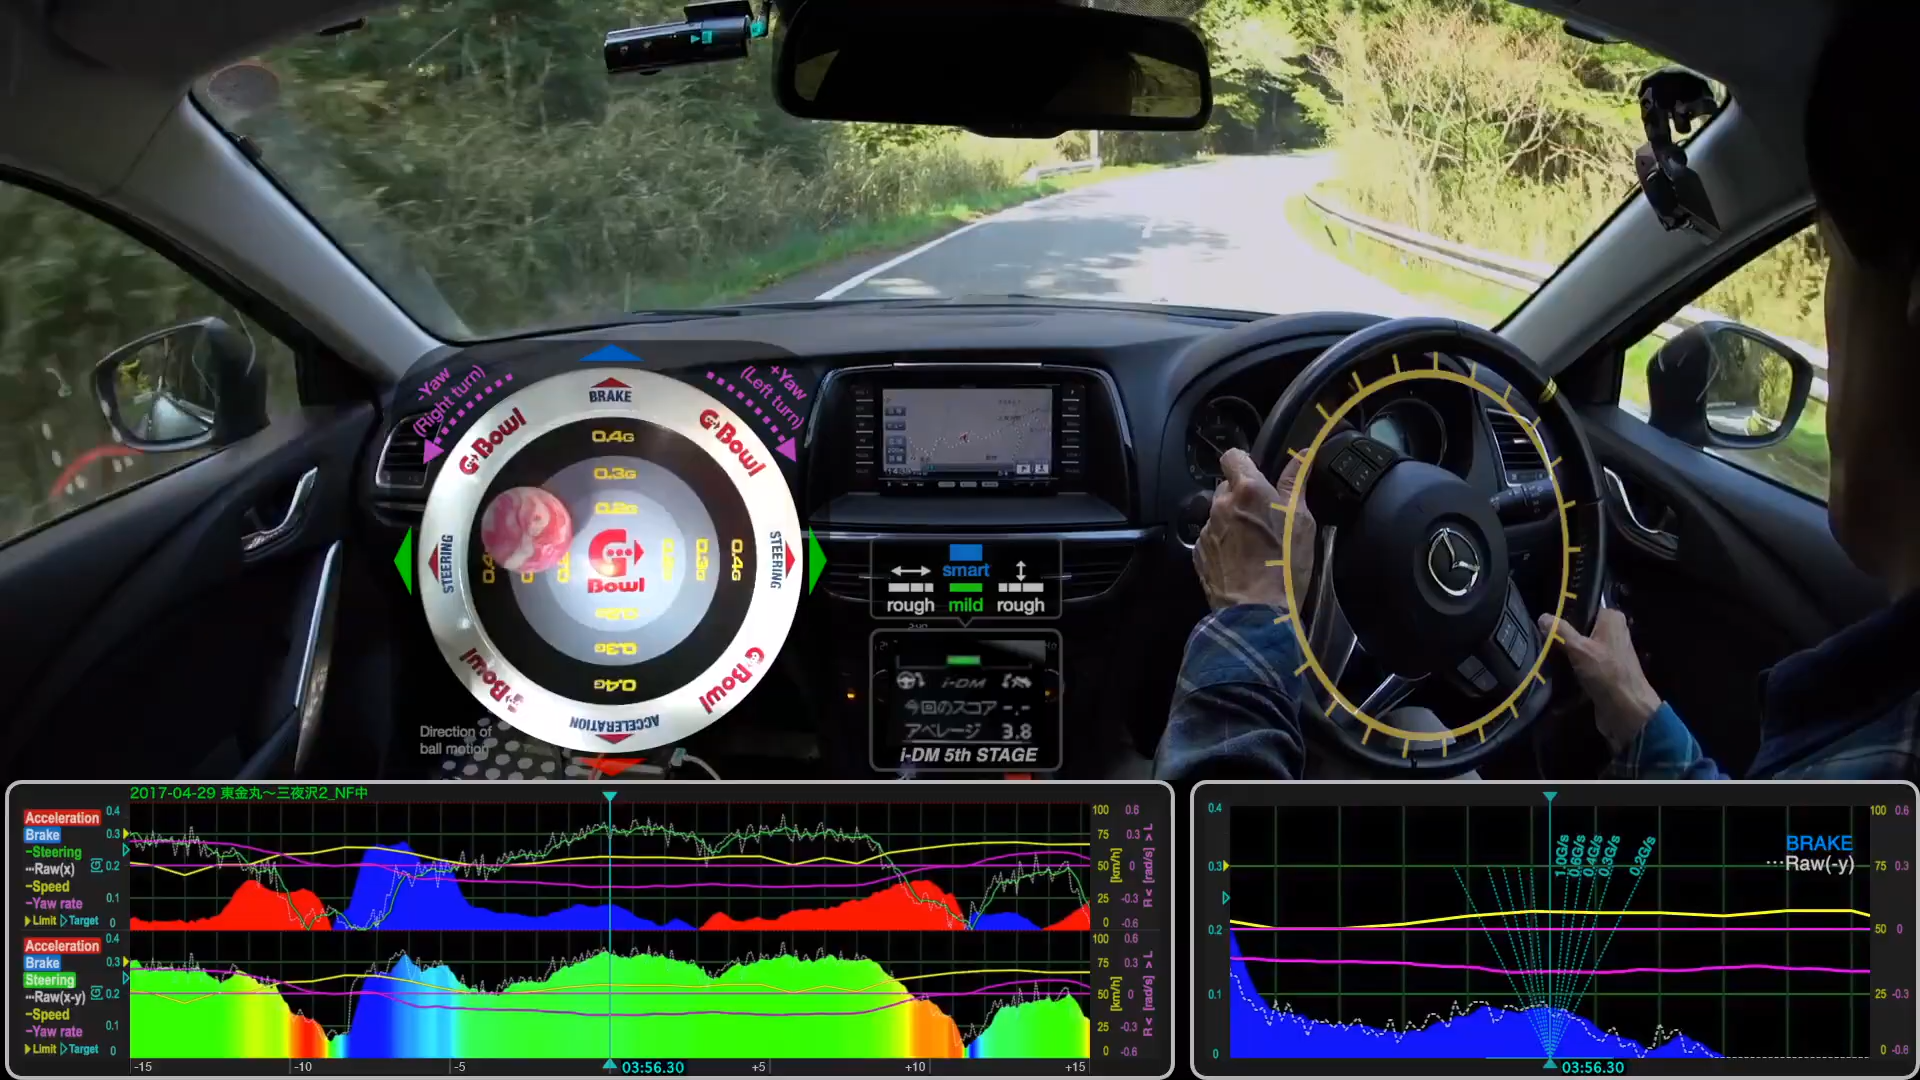 -Yaw
(Right turn)
+Yaw
(Left turn)
BRAKE
G-Bowl
G-Bowl
0.4G
0.3G
0.2G
STEERING
G
Bowl
0.3G
0.4G
STEERING
0.3G
0.4G
G-Bowl
G-Bowl
ACCELERATION
Direction of
ball motion
smart
rough
mild
rough
i-DM
今回のスコア -.-
アベレージ 3.8
i-DM 5th STAGE
2017-04-29 東金丸〜三夜沢2_NF中
Acceleration
Brake
-Steering
Raw(x)
-Speed
-Yaw rate
Limit Target
0.4
0.3
0.2
0.1
0
[G]
100
75
50
25
0
[km/h]
0.6
0.3
0
-0.3
-0.6
R< [rad/s] >L
Acceleration
Brake
Steering
Raw(x-y)
-Speed
-Yaw rate
Limit Target
0.4
0.3
0.2
0.1
0
[G]
100
75
50
25
0
[km/h]
0.6
0.3
0
-0.3
-0.6
R< [rad/s] >L
-15
-10
-5
03:56.30
+5
+10
+15
0.4
0.3
0.2
0.1
0
1.0G/s
0.6G/s
0.4G/s
0.3G/s
0.2G/s
BRAKE
Raw(-y)
100
75
50
25
0
0.6
0.3
0
-0.3
-0.6
03:56.30